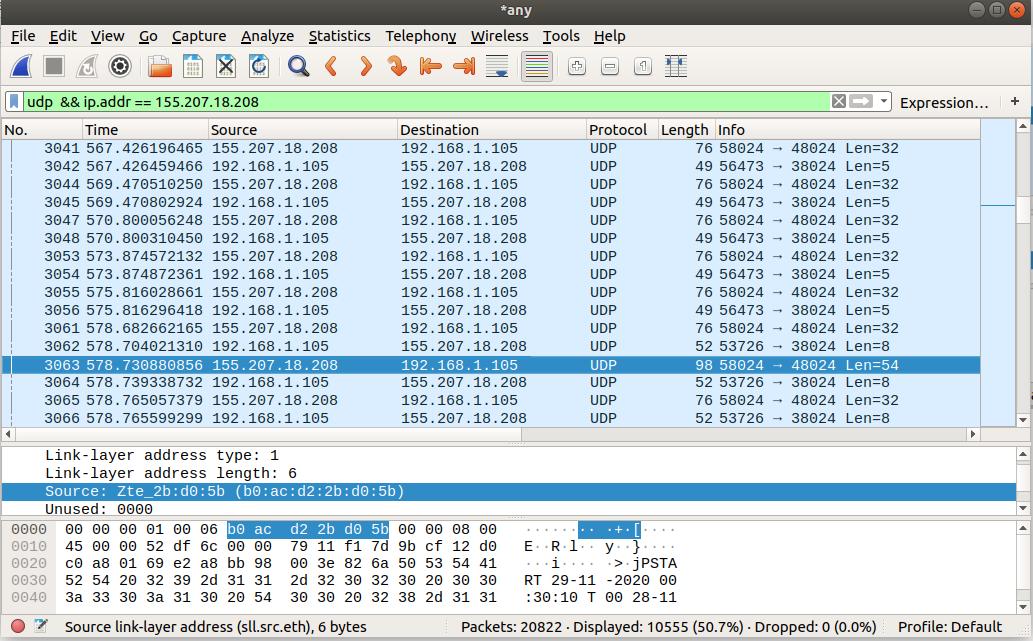 *any
File Edit View Go Capture Analyze Statistics Telephony Wireless Tools Help
udp && ip.addr == 155.207.18.208 Expression… +
No. Time Source Destination Protocol Length Info
3041 567.426196465 155.207.18.208 192.168.1.105 UDP 76 58024 → 48024 Len=32
3042 567.426459466 192.168.1.105 155.207.18.208 UDP 49 56473 → 38024 Len=5
3044 569.470510250 155.207.18.208 192.168.1.105 UDP 76 58024 → 48024 Len=32
3045 569.470802924 192.168.1.105 155.207.18.208 UDP 49 56473 → 38024 Len=5
3047 570.800056248 155.207.18.208 192.168.1.105 UDP 76 58024 → 48024 Len=32
3048 570.800310450 192.168.1.105 155.207.18.208 UDP 49 56473 → 38024 Len=5
3053 573.874572132 155.207.18.208 192.168.1.105 UDP 76 58024 → 48024 Len=32
3054 573.874872361 192.168.1.105 155.207.18.208 UDP 49 56473 → 38024 Len=5
3055 575.816028661 155.207.18.208 192.168.1.105 UDP 76 58024 → 48024 Len=32
3056 575.816296418 192.168.1.105 155.207.18.208 UDP 49 56473 → 38024 Len=5
3061 578.682662165 155.207.18.208 192.168.1.105 UDP 76 58024 → 48024 Len=32
3062 578.704021310 192.168.1.105 155.207.18.208 UDP 52 53726 → 38024 Len=8
3063 578.730880856 155.207.18.208 192.168.1.105 UDP 98 58024 → 48024 Len=54
3064 578.739338732 192.168.1.105 155.207.18.208 UDP 52 53726 → 38024 Len=8
3065 578.765057379 155.207.18.208 192.168.1.105 UDP 76 58024 → 48024 Len=32
3066 578.765599299 192.168.1.105 155.207.18.208 UDP 52 53726 → 38024 Len=8
Link-layer address type: 1
Link-layer address length: 6
Source: Zte_2b:d0:5b (b0:ac:d2:2b:d0:5b)
Unused: 0000
0000 00 00 00 01 00 06 b0 ac d2 2b d0 5b 00 00 08 00 ········ ·+·[····
0010 45 00 00 52 df 6c 00 00 79 11 f1 7d 9b cf 12 d0 E··R·l·· y··}····
0020 c0 a8 01 69 e2 a8 bb 98 00 3e 82 6a 50 53 54 41 ···i···· ·>·jPSTA
0030 52 54 20 32 39 2d 31 31 2d 32 30 32 30 20 30 30 RT 29-11 -2020 00
0040 3a 33 30 3a 31 30 20 54 30 30 20 32 38 2d 31 31 :30:10 T 00 28-11
Source link-layer address (sll.src.eth), 6 bytes Packets: 20822 · Displayed: 10555 (50.7%) · Dropped: 0 (0.0%) Profile: Default